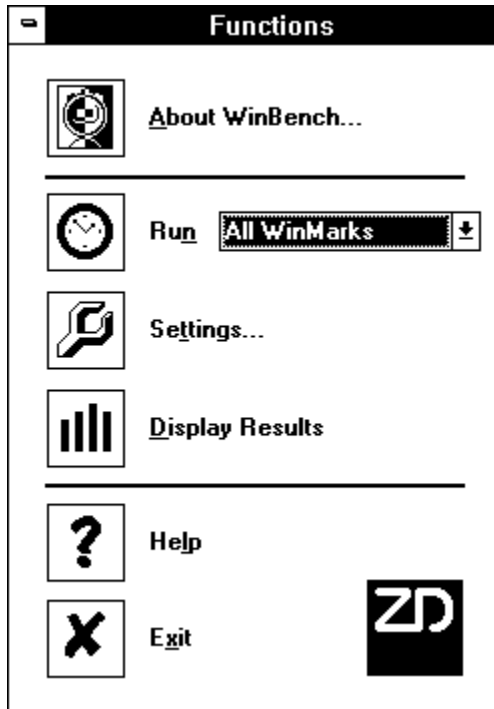 Functions
About WinBench...
Run All WinMarks
Settings...
Display Results
?
Help
Exit
ZD